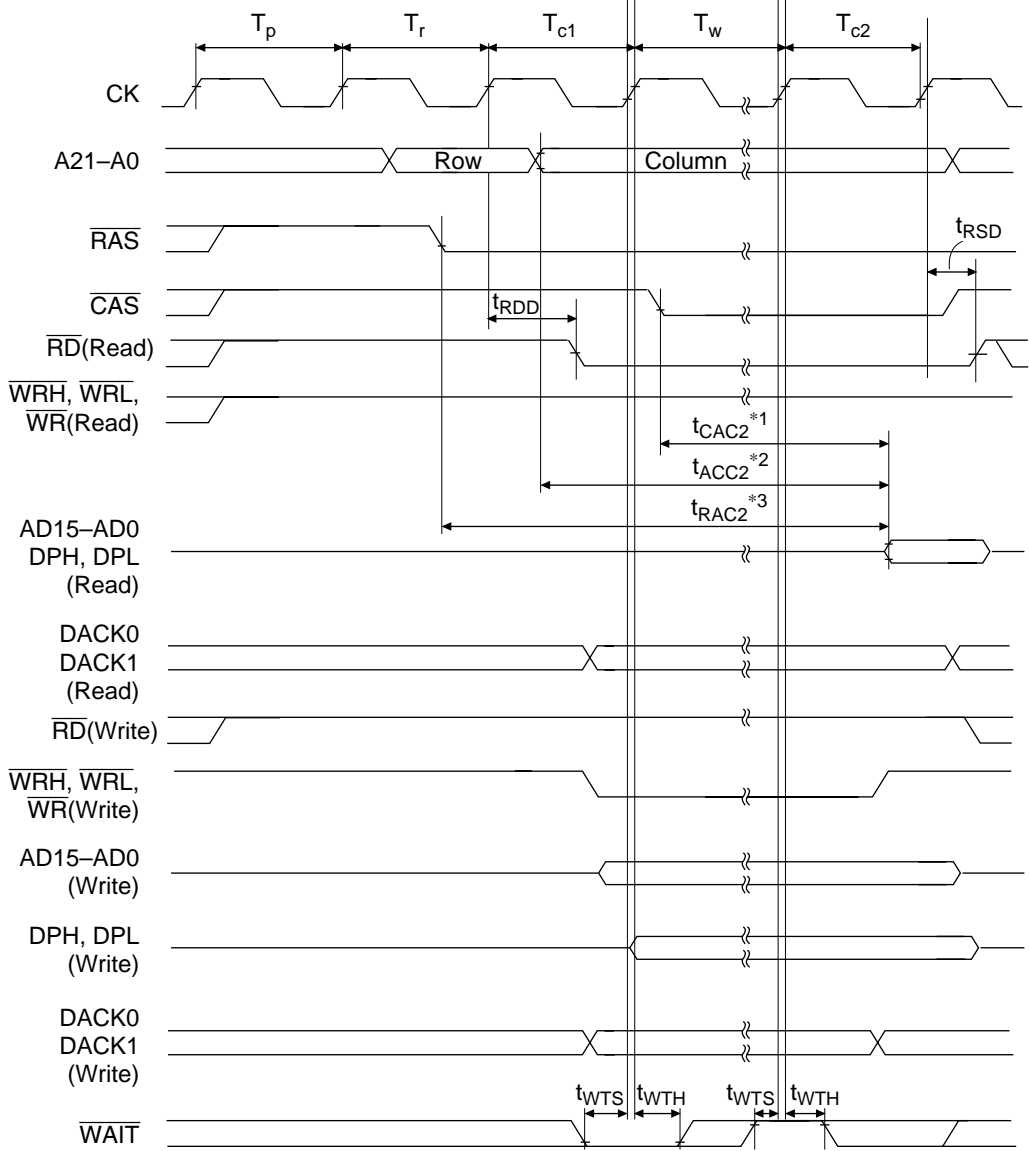 Tp Tr Tc1 Tw Tc2
CK
A21–A0 Row Column
RAS
tRSD
CAS
tRDD
RD(Read)
WRH, WRL,
WR(Read)
tCAC2*1
tACC2*2
tRAC2*3
AD15–AD0
DPH, DPL
(Read)
DACK0
DACK1
(Read)
RD(Write)
WRH, WRL,
WR(Write)
AD15–AD0
(Write)
DPH, DPL
(Write)
DACK0
DACK1
(Write)
tWTS tWTH tWTS tWTH
WAIT